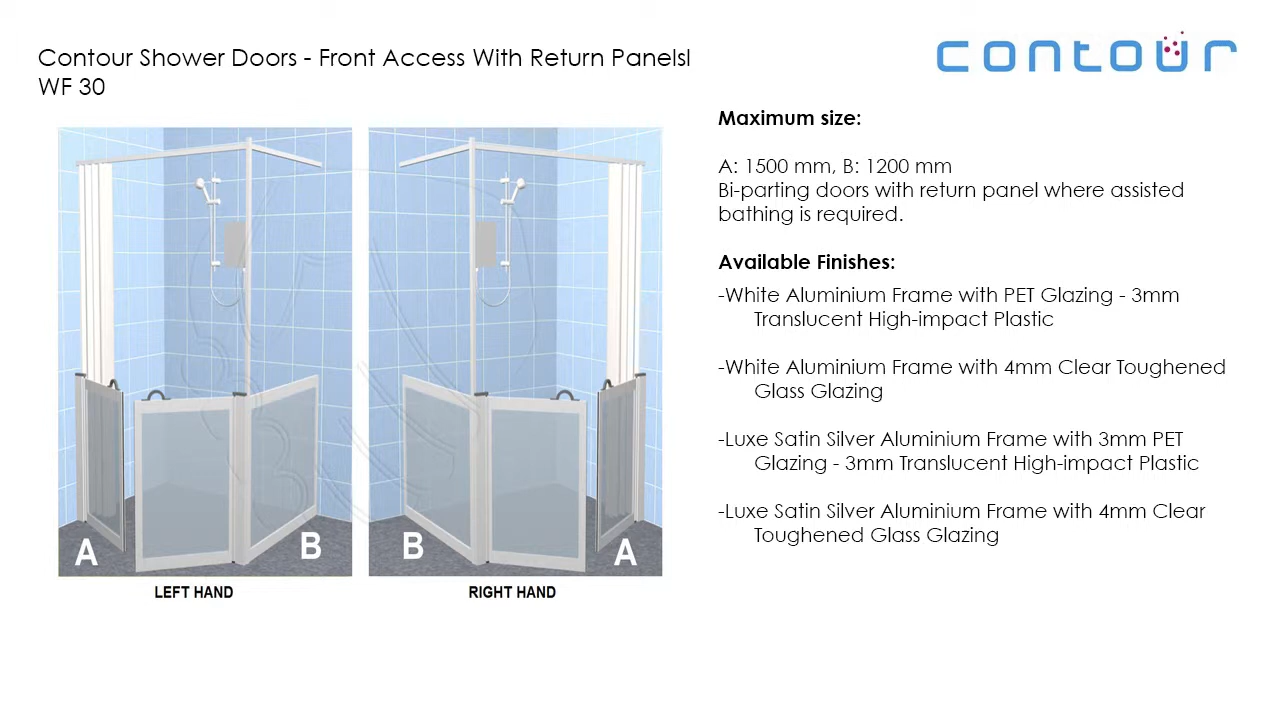 Contour Shower Doors - Front Access With Return Panelsl
WF 30
contour
Maximum size:
A: 1500 mm, B: 1200 mm
Bi-parting doors with return panel where assisted
bathing is required.
Available Finishes:
-White Aluminium Frame with PET Glazing - 3mm
Translucent High-impact Plastic
-White Aluminium Frame with 4mm Clear Toughened
Glass Glazing
-Luxe Satin Silver Aluminium Frame with 3mm PET
Glazing - 3mm Translucent High-impact Plastic
-Luxe Satin Silver Aluminium Frame with 4mm Clear
Toughened Glass Glazing
A
B
B
A
LEFT HAND
RIGHT HAND